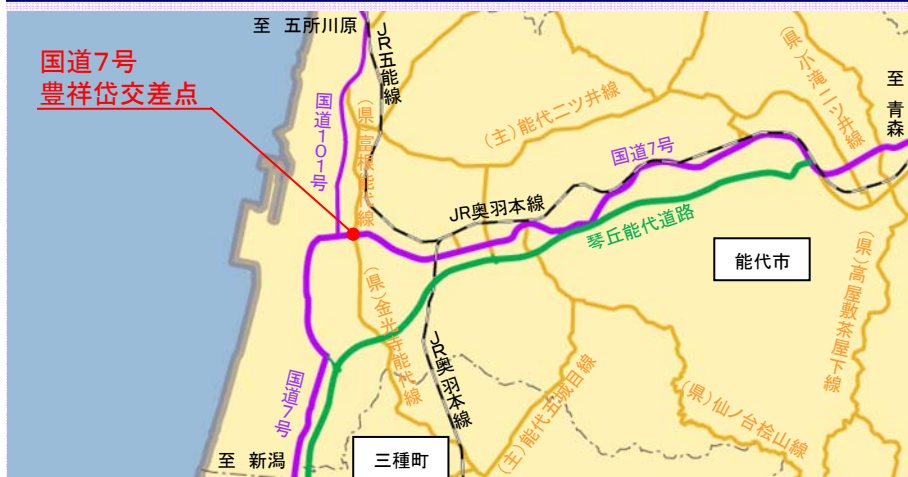 至 五所川原
国道7号
豊祥岱交差点
JR五能線
国道101号
(県)富根能代線
(主)能代二ツ井線
(県)小滝二ツ井線
至 青森
国道7号
JR奥羽本線
琴丘能代道路
能代市
(県)高屋敷茶屋下線
(県)金光寺能代線
JR奥羽本線
国道7号
(主)能代五城目線
(県)仙ノ台桧山線
至 新潟
三種町